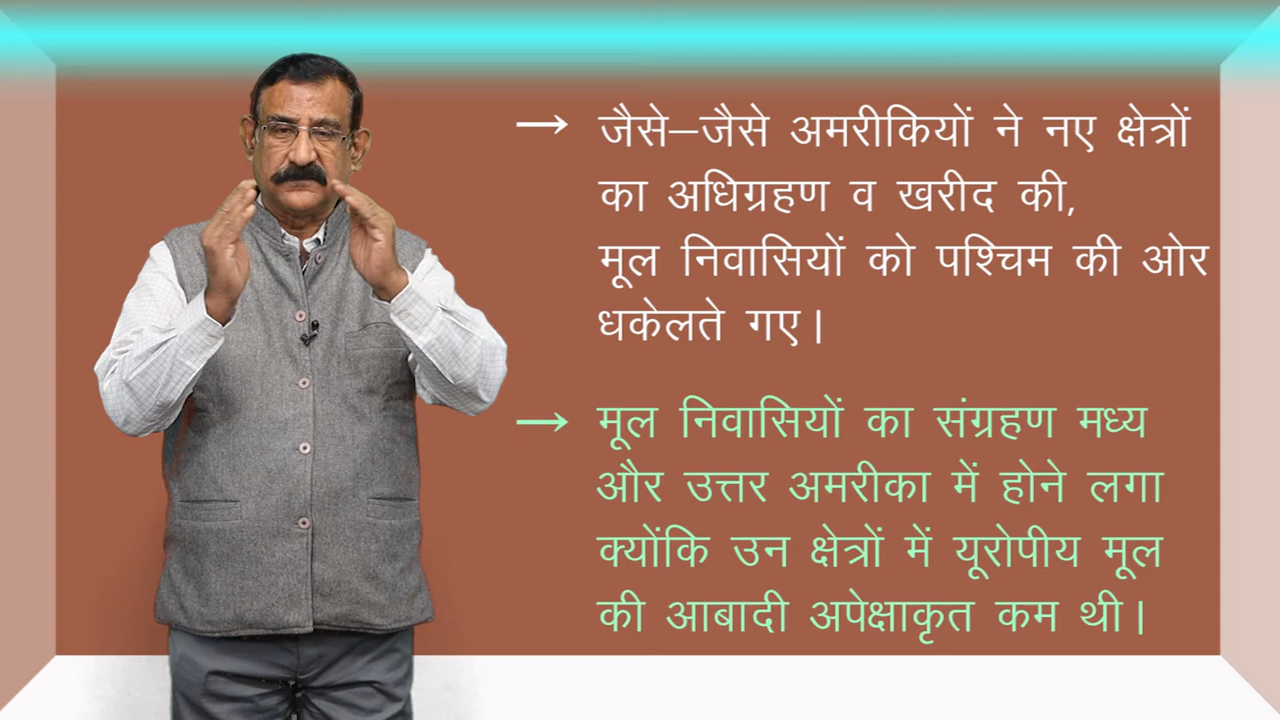 → जैसे–जैसे अमरीकियों ने नए क्षेत्रों
का अधिग्रहण व खरीद की,
मूल निवासियों को पश्चिम की ओर
धकेलते गए।
→ मूल निवासियों का संग्रहण मध्य
और उत्तर अमरीका में होने लगा
क्योंकि उन क्षेत्रों में यूरोपीय मूल
की आबादी अपेक्षाकृत कम थी।